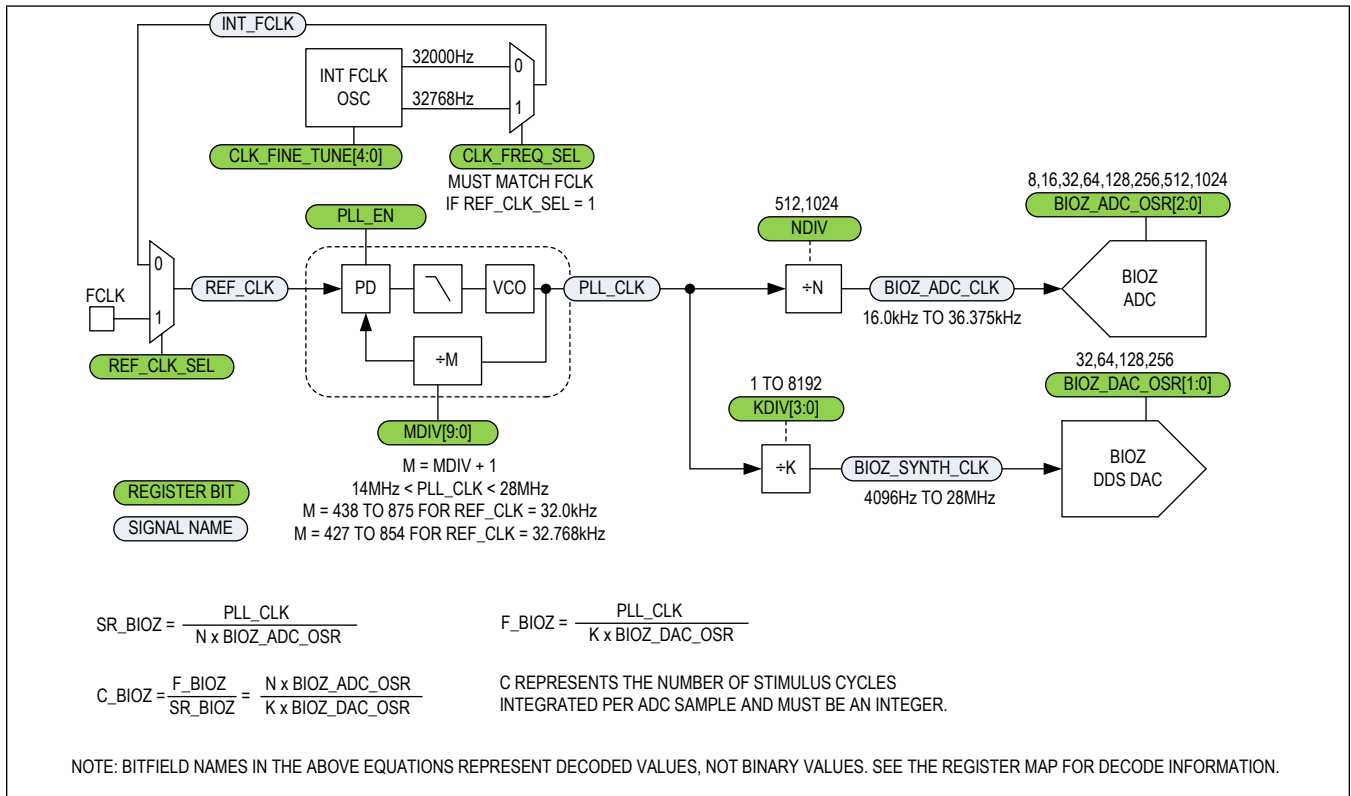 INT_FCLK
INT FCLK
OSC
32000Hz
32768Hz
0
1
CLK_FINE_TUNE[4:0]
CLK_FREQ_SEL
MUST MATCH FCLK
IF REF_CLK_SEL = 1
PLL_EN
0
1
FCLK
REF_CLK_SEL
REF_CLK
PD
VCO
÷M
MDIV[9:0]
M = MDIV + 1
14MHz < PLL_CLK < 28MHz
M = 438 TO 875 FOR REF_CLK = 32.0kHz
M = 427 TO 854 FOR REF_CLK = 32.768kHz
PLL_CLK
512,1024
NDIV
÷N
BIOZ_ADC_CLK
16.0kHz TO 36.375kHz
8,16,32,64,128,256,512,1024
BIOZ_ADC_OSR[2:0]
BIOZ
ADC
1 TO 8192
KDIV[3:0]
÷K
BIOZ_SYNTH_CLK
4096Hz TO 28MHz
32,64,128,256
BIOZ_DAC_OSR[1:0]
BIOZ
DDS DAC
REGISTER BIT
SIGNAL NAME
SR_BIOZ = PLL_CLK / N x BIOZ_ADC_OSR
F_BIOZ = PLL_CLK / K x BIOZ_DAC_OSR
C_BIOZ = F_BIOZ / SR_BIOZ = N x BIOZ_ADC_OSR / K x BIOZ_DAC_OSR
C REPRESENTS THE NUMBER OF STIMULUS CYCLES
INTEGRATED PER ADC SAMPLE AND MUST BE AN INTEGER.
NOTE: BITFIELD NAMES IN THE ABOVE EQUATIONS REPRESENT DECODED VALUES, NOT BINARY VALUES. SEE THE REGISTER MAP FOR DECODE INFORMATION.